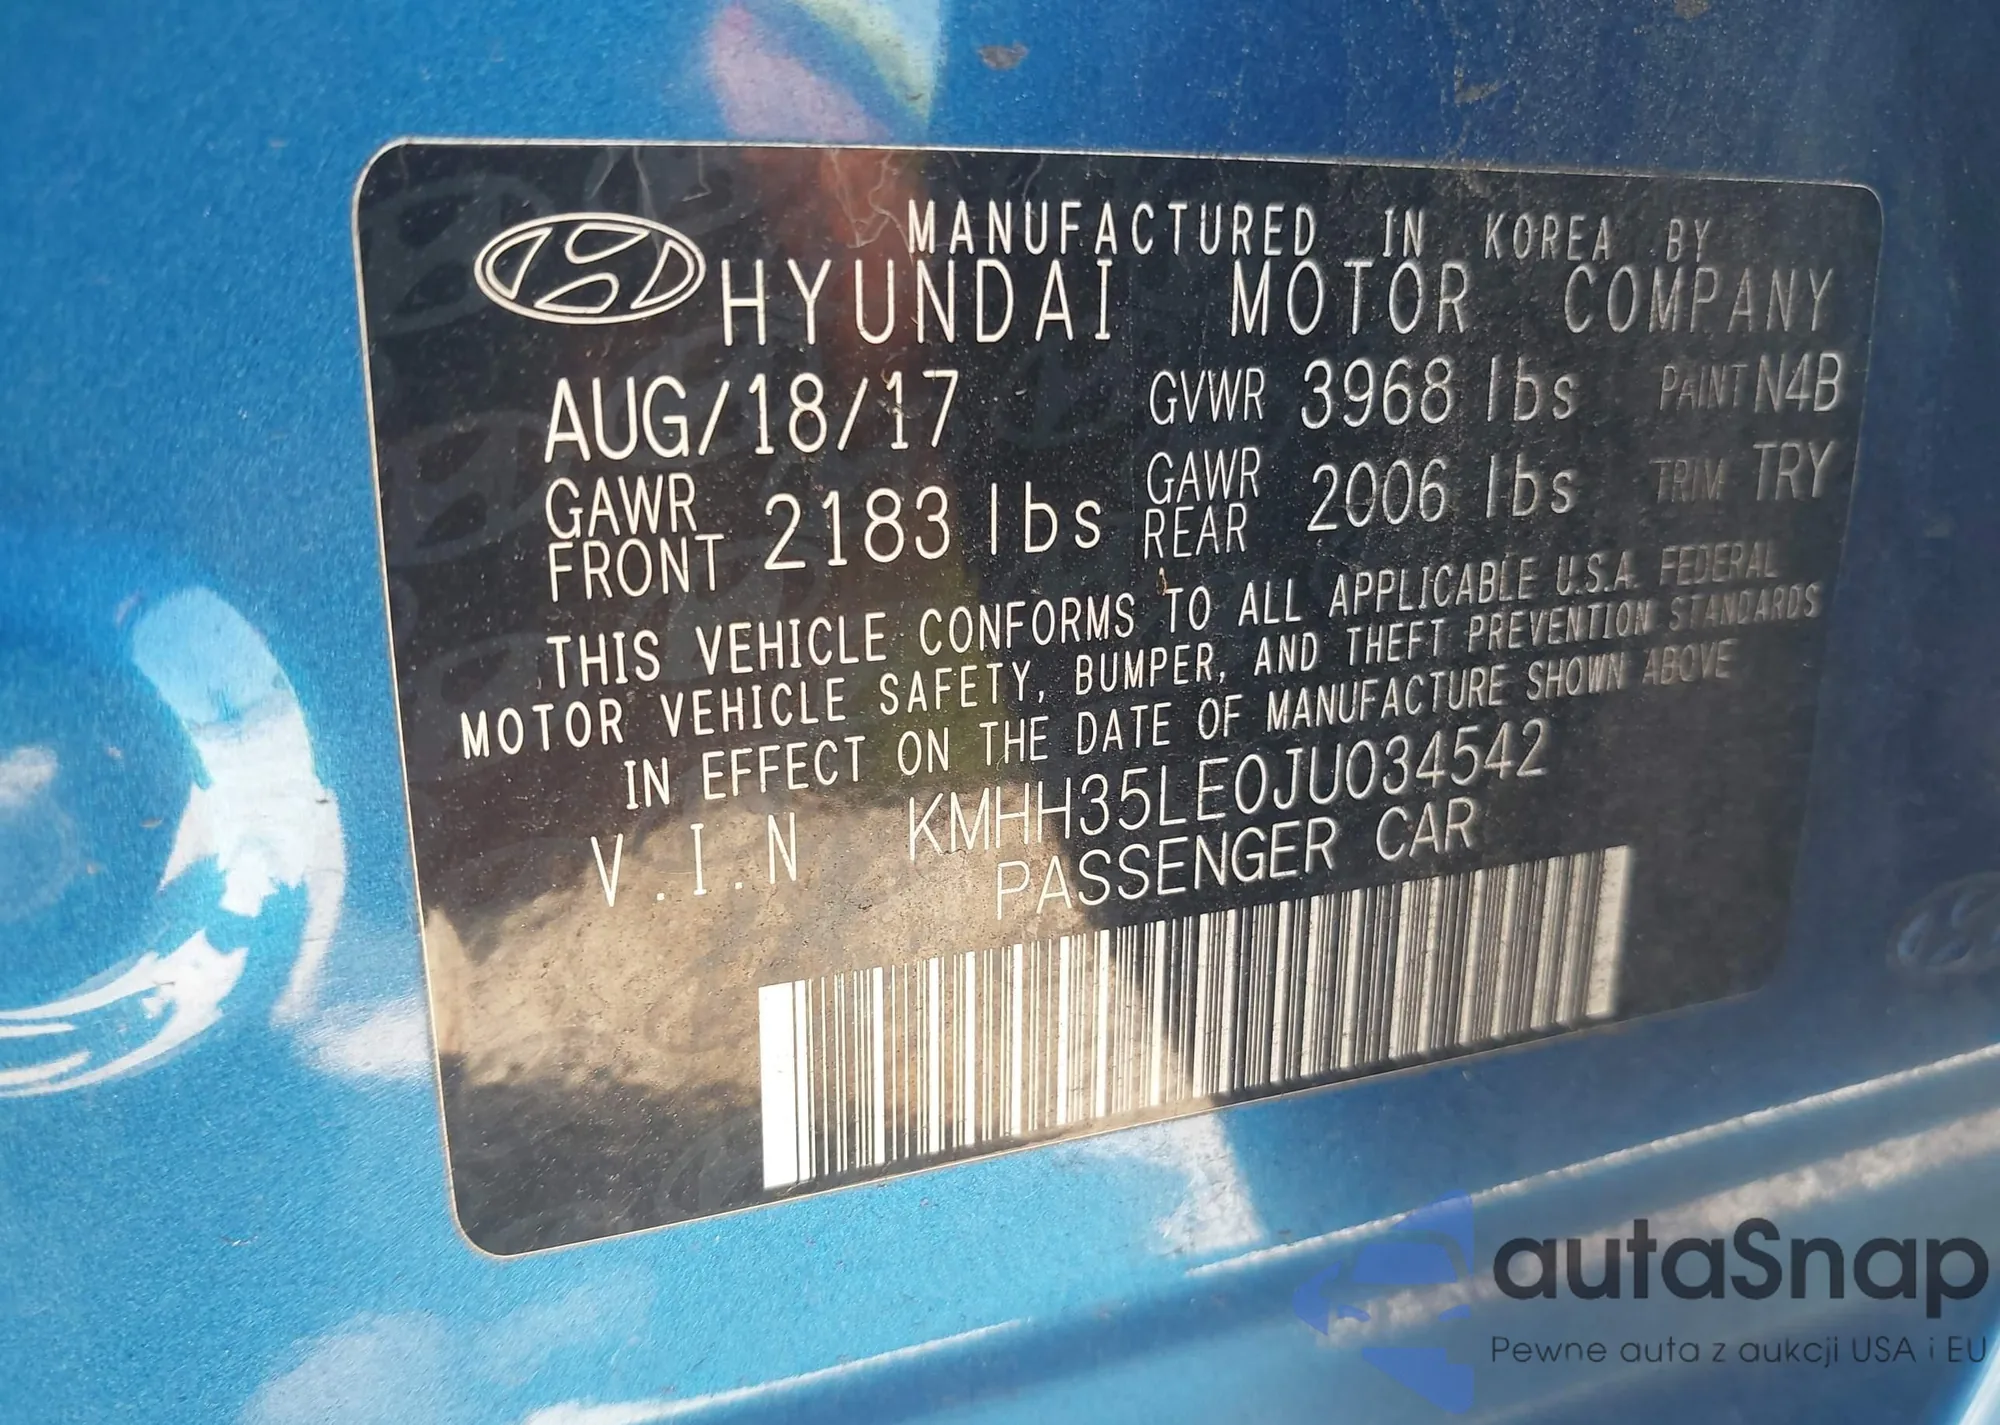 MANUFACTURED IN KOREA BY
HYUNDAI MOTOR COMPANY
AUG/18/17 GVWR 3968 lbs PAINT N4B
GAWR FRONT 2183 lbs GAWR REAR 2006 lbs TRIM TRY
THIS VEHICLE CONFORMS TO ALL APPLICABLE U.S.A. FEDERAL
MOTOR VEHICLE SAFETY, BUMPER, AND THEFT PREVENTION STANDARDS
IN EFFECT ON THE DATE OF MANUFACTURE SHOWN ABOVE
V.I.N KMHH35LE0JU034542
PASSENGER CAR
autaSnap
Pewne auta z aukcji USA i EU